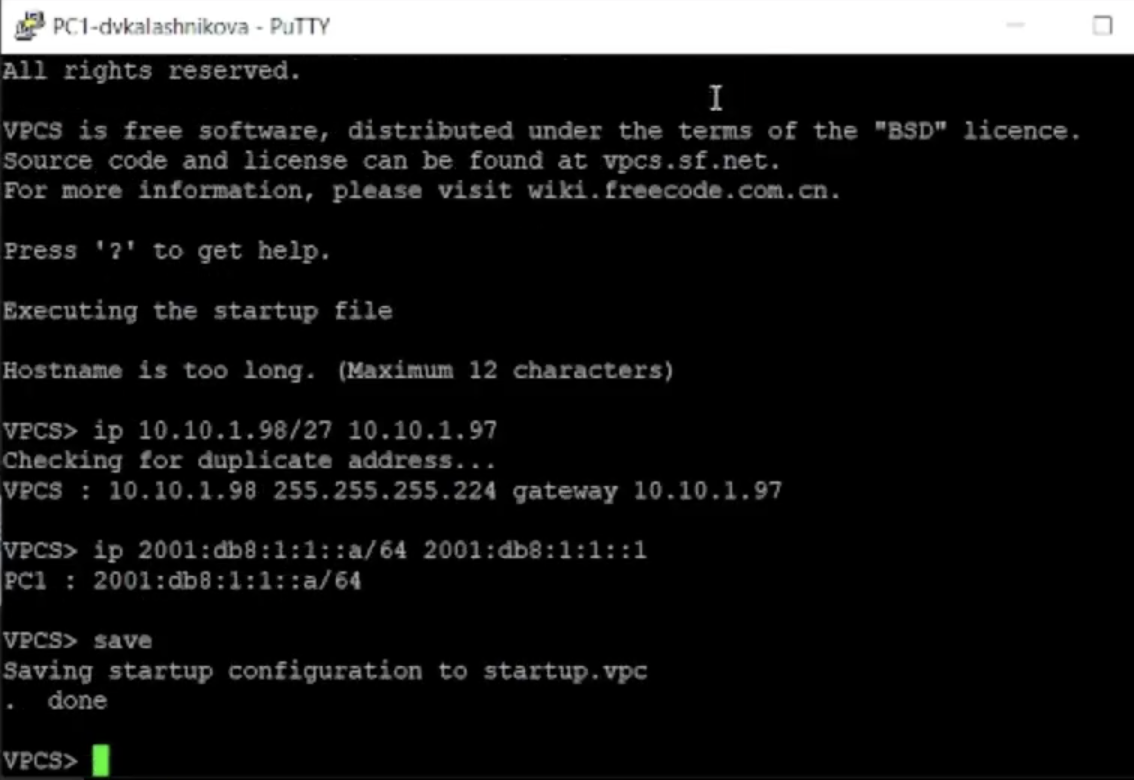 PC1-dvkalashnikova - PuTTY
All rights reserved.
VPCS is free software, distributed under the terms of the "BSD" licence.
Source code and license can be found at vpcs.sf.net.
For more information, please visit wiki.freecode.com.cn.
Press '?' to get help.
Executing the startup file
Hostname is too long. (Maximum 12 characters)
VPCS> ip 10.10.1.98/27 10.10.1.97
Checking for duplicate address...
VPCS : 10.10.1.98 255.255.255.224 gateway 10.10.1.97
VPCS> ip 2001:db8:1:1::a/64 2001:db8:1:1::1
PC1 : 2001:db8:1:1::a/64
VPCS> save
Saving startup configuration to startup.vpc
.  done
VPCS>